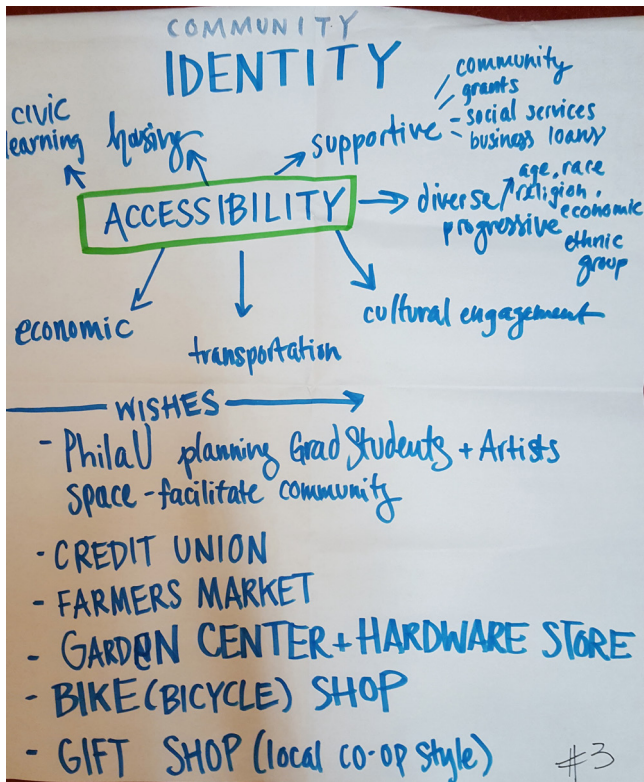 COMMUNITY
IDENTITY
civic
learning
housing
supportive
community
grants
- social services
business loans
ACCESSIBILITY
diverse
progressive
age, race
religion,
economic
ethnic
group
economic
transportation
cultural engagement
WISHES
- PhilaU planning Grad Students + Artists
space - facilitate community
- CREDIT UNION
- FARMERS MARKET
- GARDEN CENTER + HARDWARE STORE
- BIKE (BICYCLE) SHOP
- GIFT SHOP (local co-op style)
#3